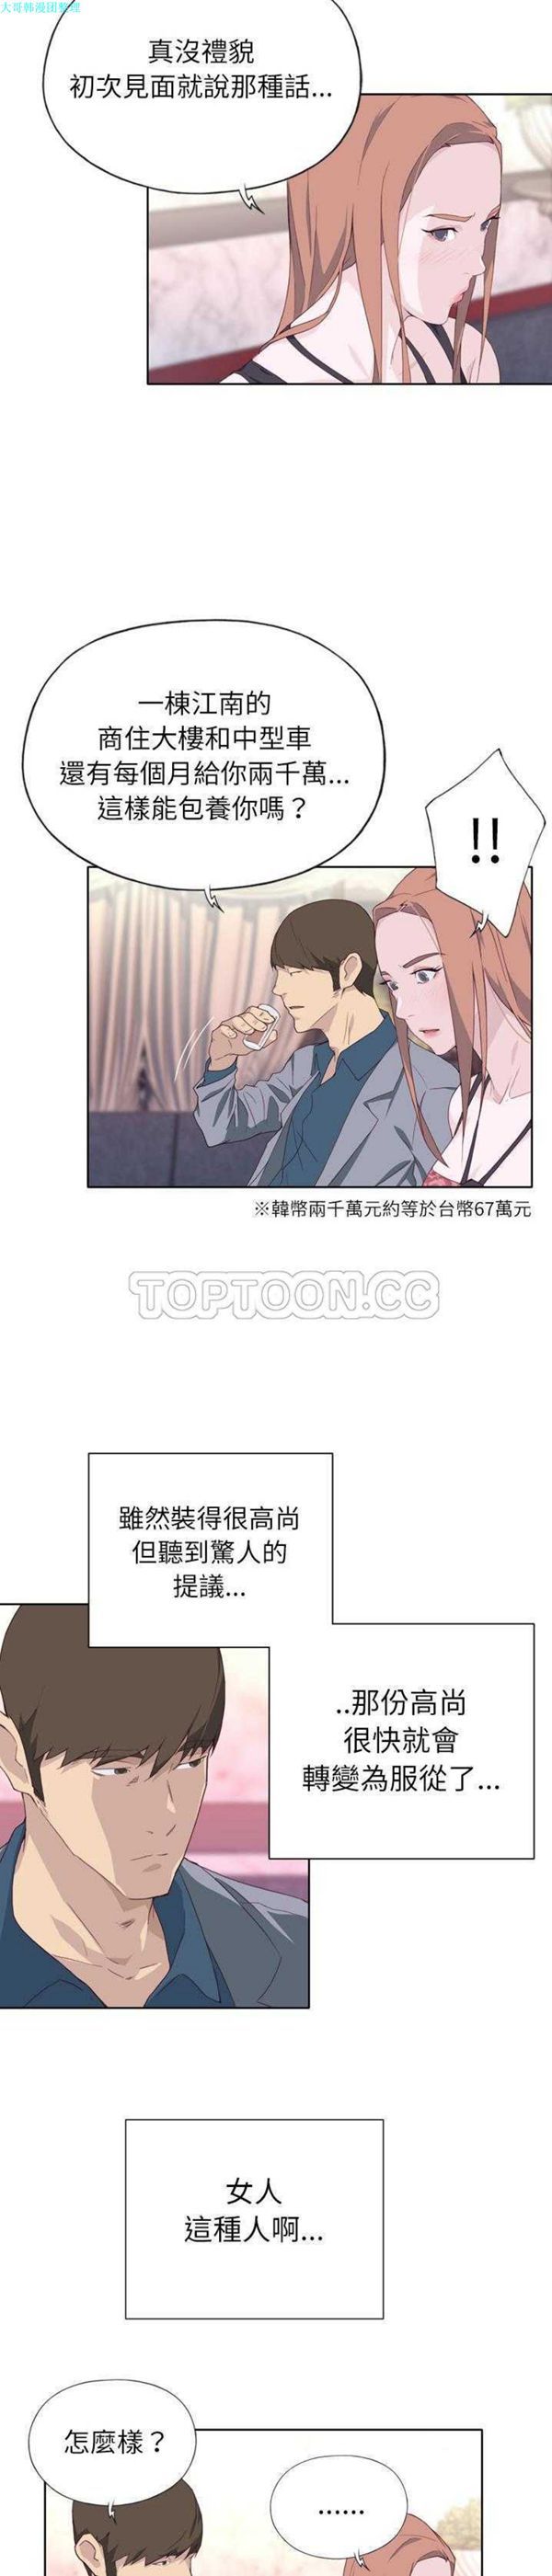 大哥韩漫团整理
真沒禮貌
初次見面就說那種話...
一棟江南的
商住大樓和中型車
還有每個月給你兩千萬...
這樣能包養你嗎？
!!
※韓幣兩千萬元約等於台幣67萬元
TOPTOON.CC
雖然裝得很高尚
但聽到驚人的
提議...
..那份高尚
很快就會
轉變為服從了...
女人
這種人啊...
怎麼樣？
......